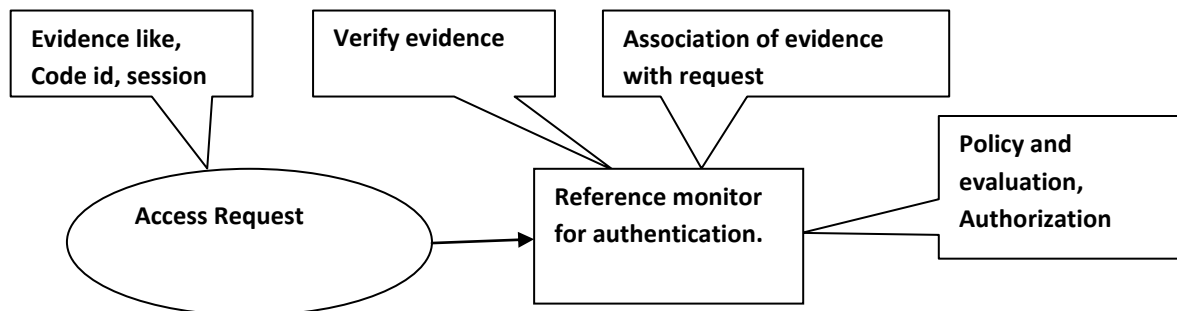 Evidence like,
Code id, session
Verify evidence
Association of evidence
with request
Policy and
evaluation,
Authorization
Access Request
Reference monitor
for authentication.